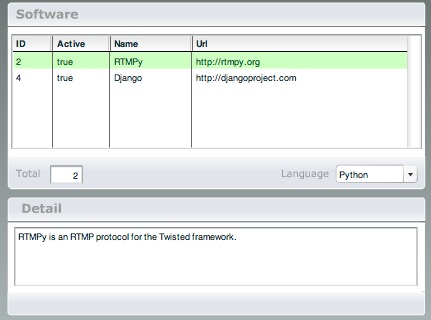 Software
ID Active Name Url
2 true RTMPy http://rtmpy.org
4 true Django http://djangoproject.com
Total 2 Language Python
Detail
RTMPy is an RTMP protocol for the Twisted framework.